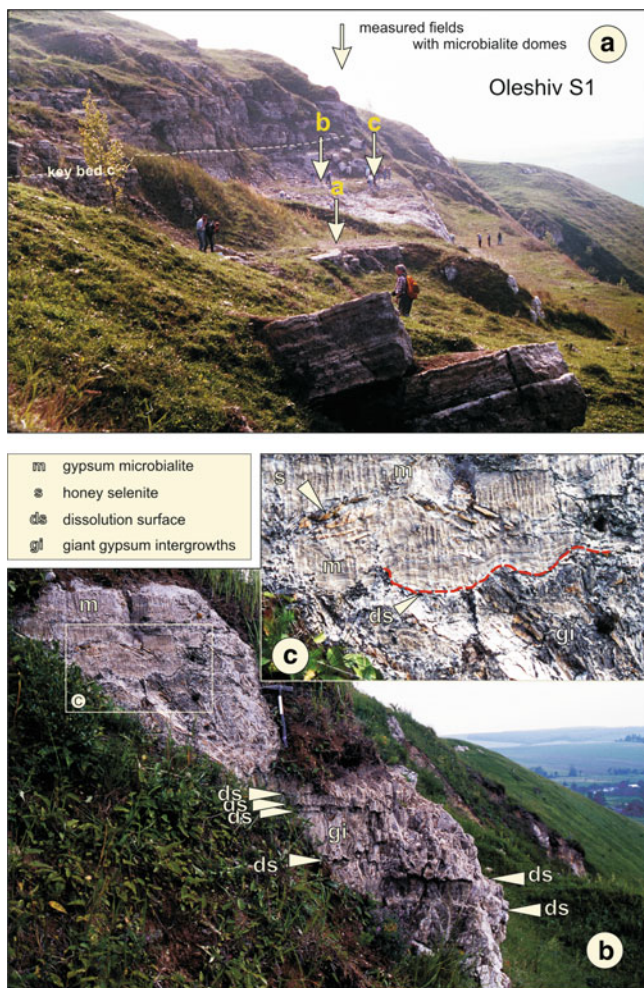 measured fields
with microbialite domes
a
Oleshiv S1
b
c
key bed c
a
m gypsum microbialite
s honey selenite
ds dissolution surface
gi giant gypsum intergrowths
m
s
m
ds
gi
c
m
c
ds
ds
ds
gi
ds
ds
ds
b